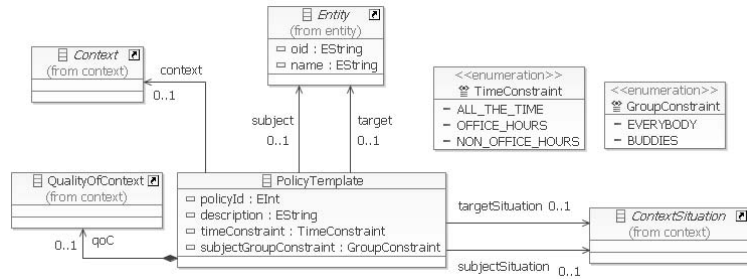 Entity
(from entity)
oid : EString
name : EString
Context
(from context)
context
0..1
<<enumeration>>
TimeConstraint
ALL_THE_TIME
OFFICE_HOURS
NON_OFFICE_HOURS
<<enumeration>>
GroupConstraint
EVERYBODY
BUDDIES
subject
0..1
target
0..1
QualityOfContext
(from context)
0..1
qoC
PolicyTemplate
policyId : EInt
description : EString
timeConstraint : TimeConstraint
subjectGroupConstraint : GroupConstraint
targetSituation 0..1
subjectSituation 0..1
ContextSituation
(from context)